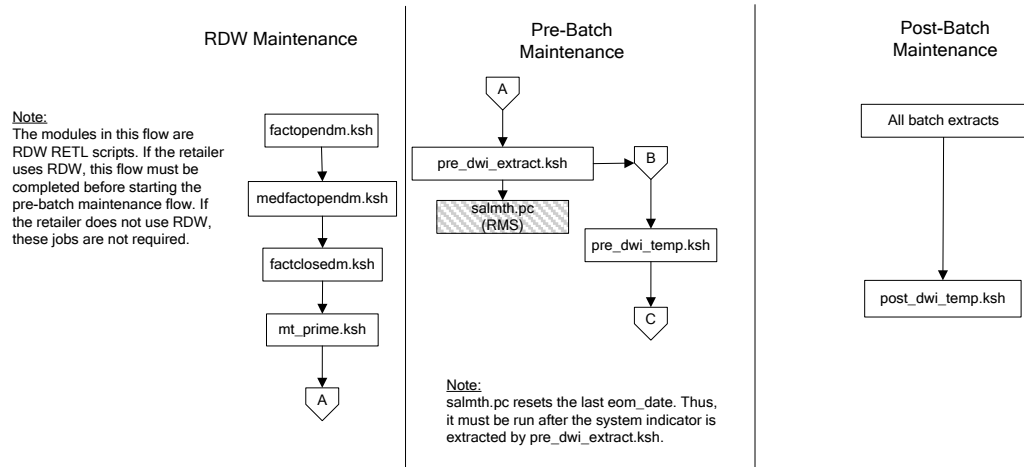 RDW Maintenance
Note:
The modules in this flow are
RDW RETL scripts. If the retailer
uses RDW, this flow must be
completed before starting the
pre-batch maintenance flow. If
the retailer does not use RDW,
these jobs are not required.
factopendm.ksh
medfactopendm.ksh
factclosedm.ksh
mt_prime.ksh
A
Pre-Batch
Maintenance
A
pre_dwi_extract.ksh
B
salmth.pc
(RMS)
pre_dwi_temp.ksh
C
Note:
salmth.pc resets the last eom_date. Thus,
it must be run after the system indicator is
extracted by pre_dwi_extract.ksh.
Post-Batch
Maintenance
All batch extracts
post_dwi_temp.ksh